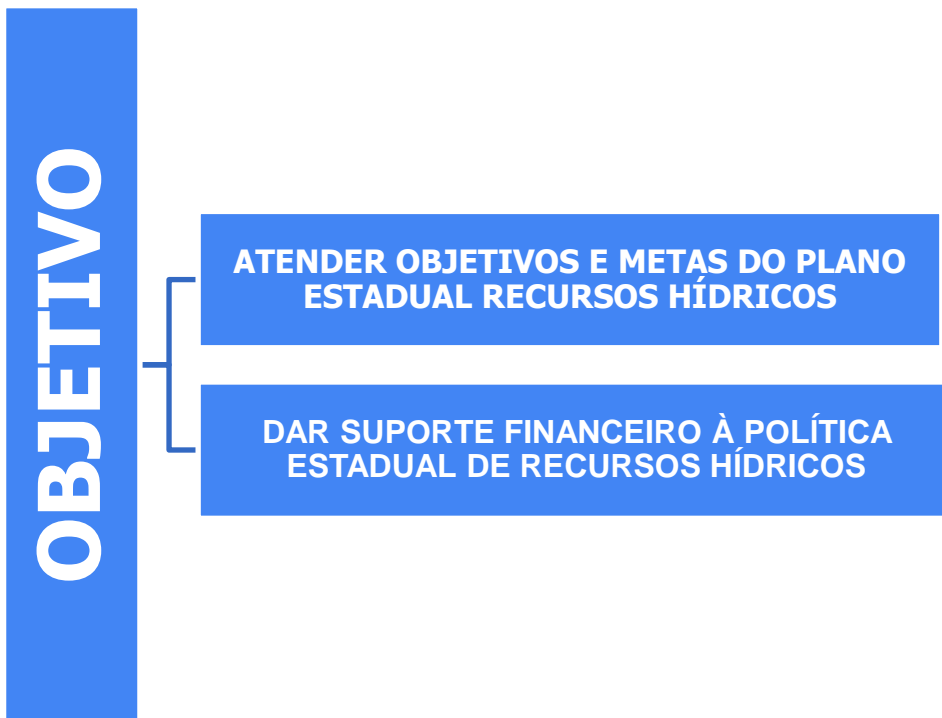 OBJETIVO
ATENDER OBJETIVOS E METAS DO PLANO
ESTADUAL RECURSOS HÍDRICOS
DAR SUPORTE FINANCEIRO À POLÍTICA
ESTADUAL DE RECURSOS HÍDRICOS